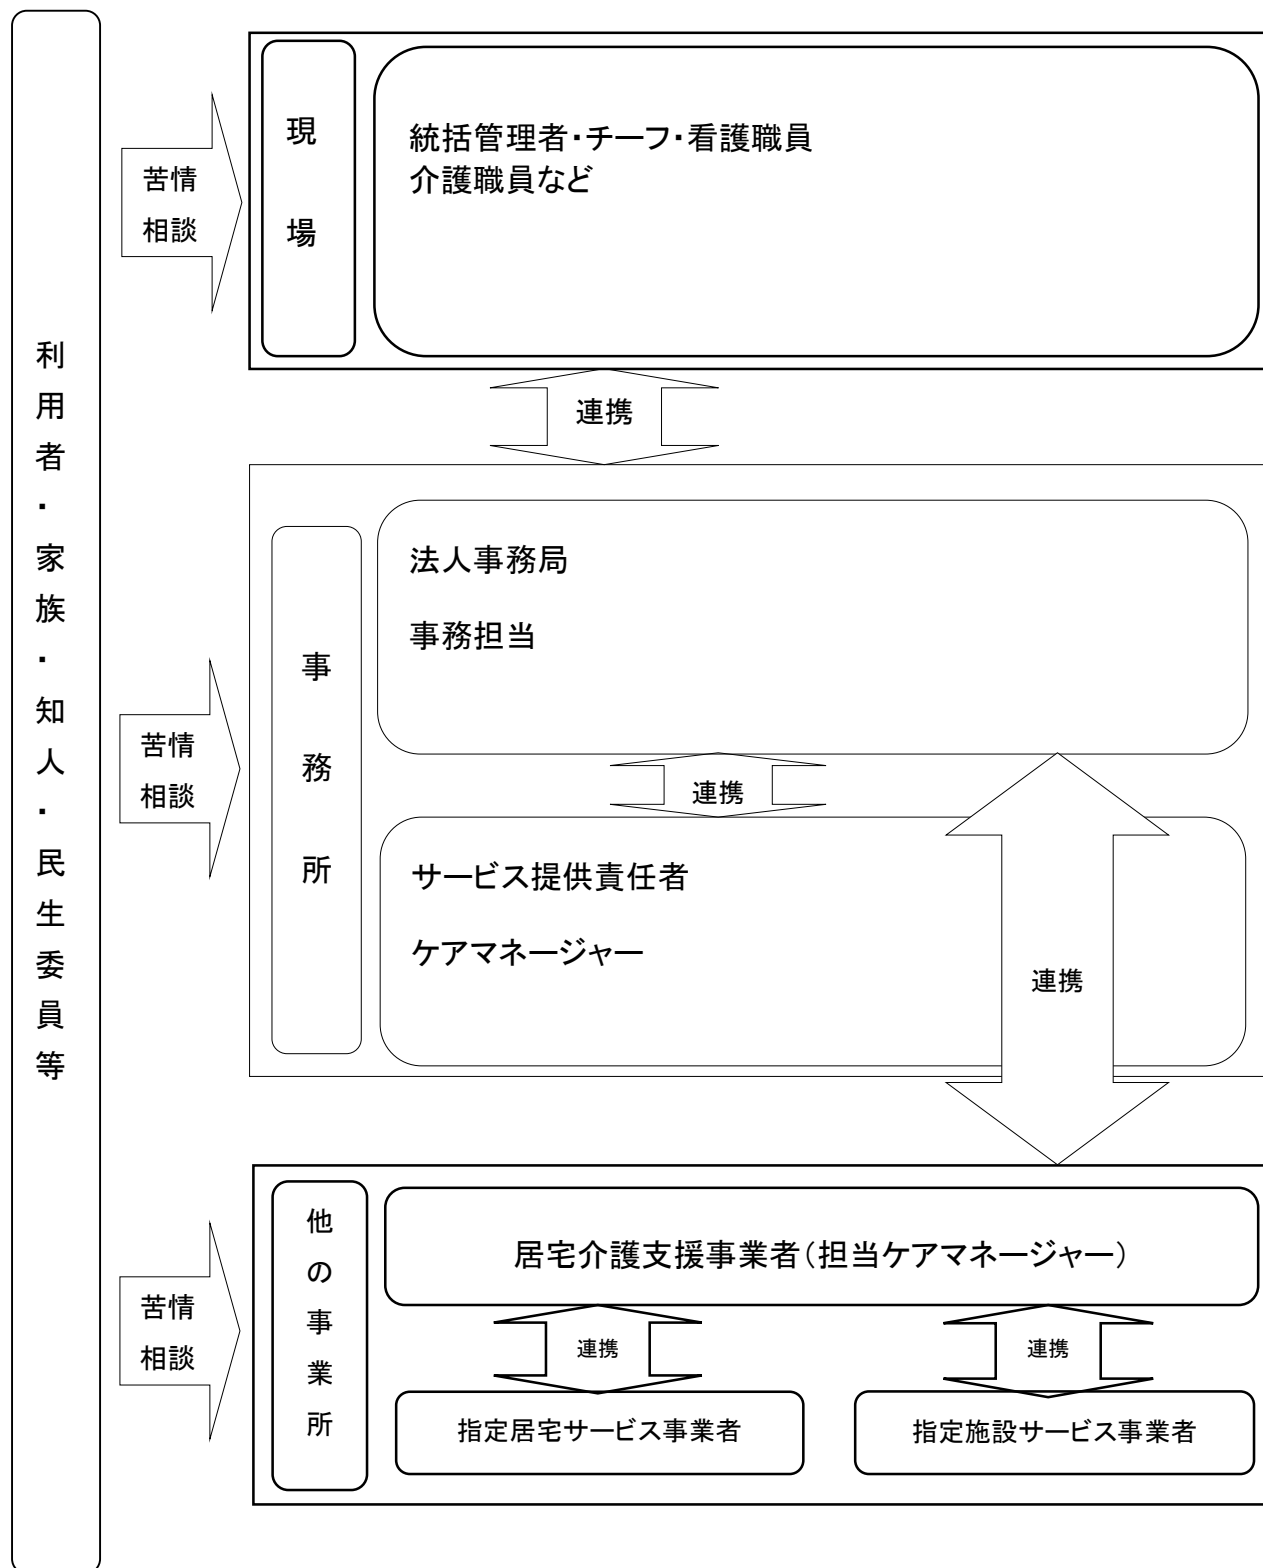 利用者・家族・知人・民生委員等
苦情
相談
現場
統括管理者・チーフ・看護職員
介護職員など
連携
苦情
相談
事務所
法人事務局
事務担当
連携
サービス提供責任者
ケアマネージャー
連携
苦情
相談
他の事業所
居宅介護支援事業者（担当ケアマネージャー）
連携
連携
指定居宅サービス事業者
指定施設サービス事業者